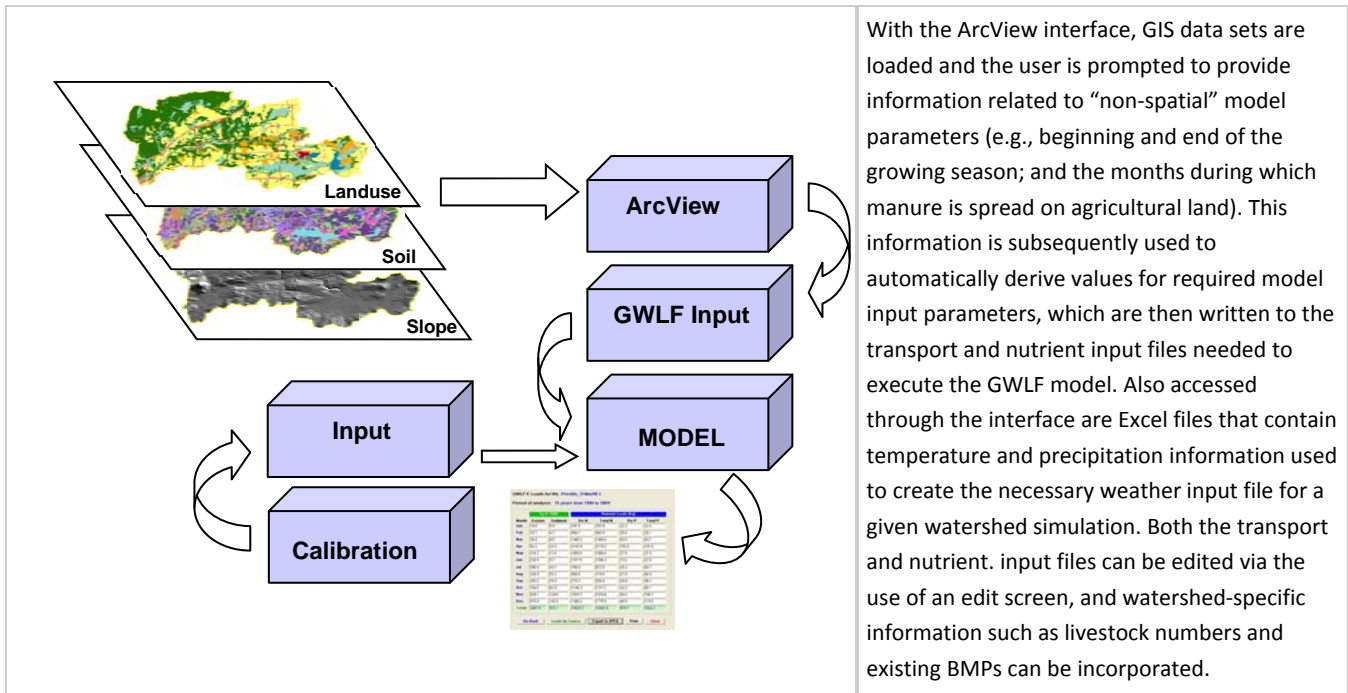 Landuse
Soil
Slope
ArcView
GWLF Input
MODEL
Input
Calibration
With the ArcView interface, GIS data sets are
loaded and the user is prompted to provide
information related to “non-spatial” model
parameters (e.g., beginning and end of the
growing season; and the months during which
manure is spread on agricultural land). This
information is subsequently used to
automatically derive values for required model
input parameters, which are then written to the
transport and nutrient input files needed to
execute the GWLF model. Also accessed
through the interface are Excel files that contain
temperature and precipitation information used
to create the necessary weather input file for a
given watershed simulation. Both the transport
and nutrient. input files can be edited via the
use of an edit screen, and watershed-specific
information such as livestock numbers and
existing BMPs can be incorporated.